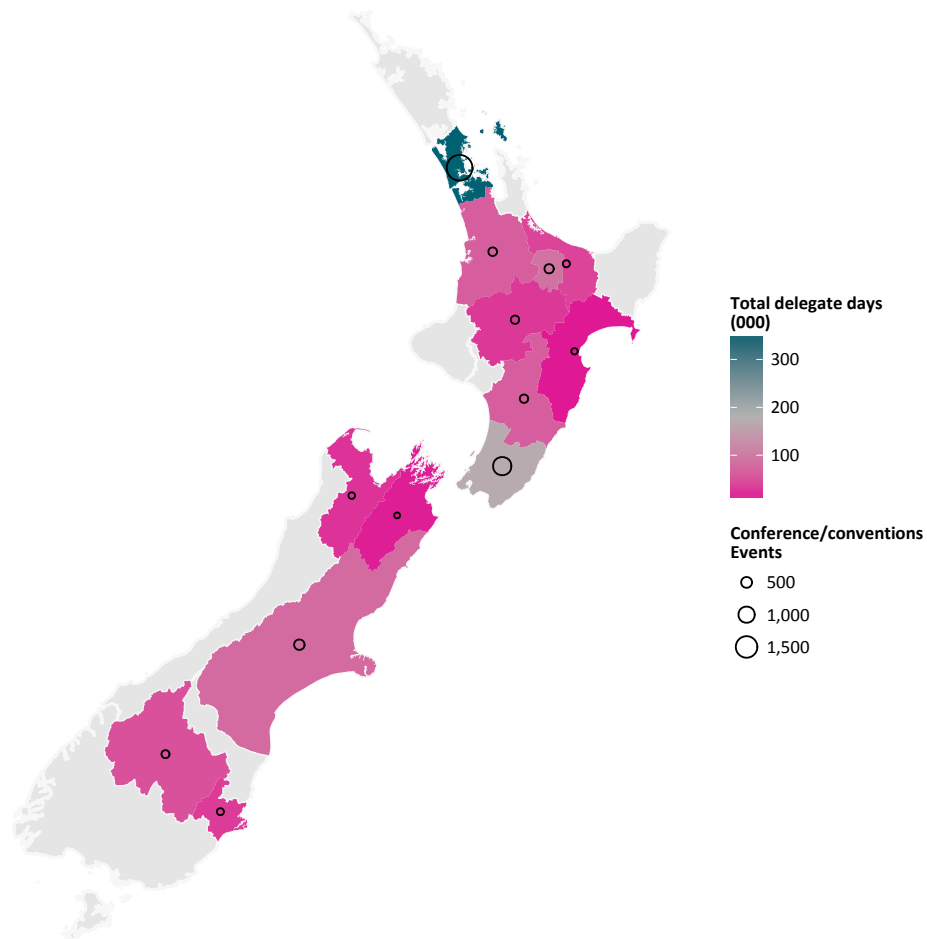 Total delegate days
(000)
300
200
100
Conference/conventions
Events
500
1,000
1,500